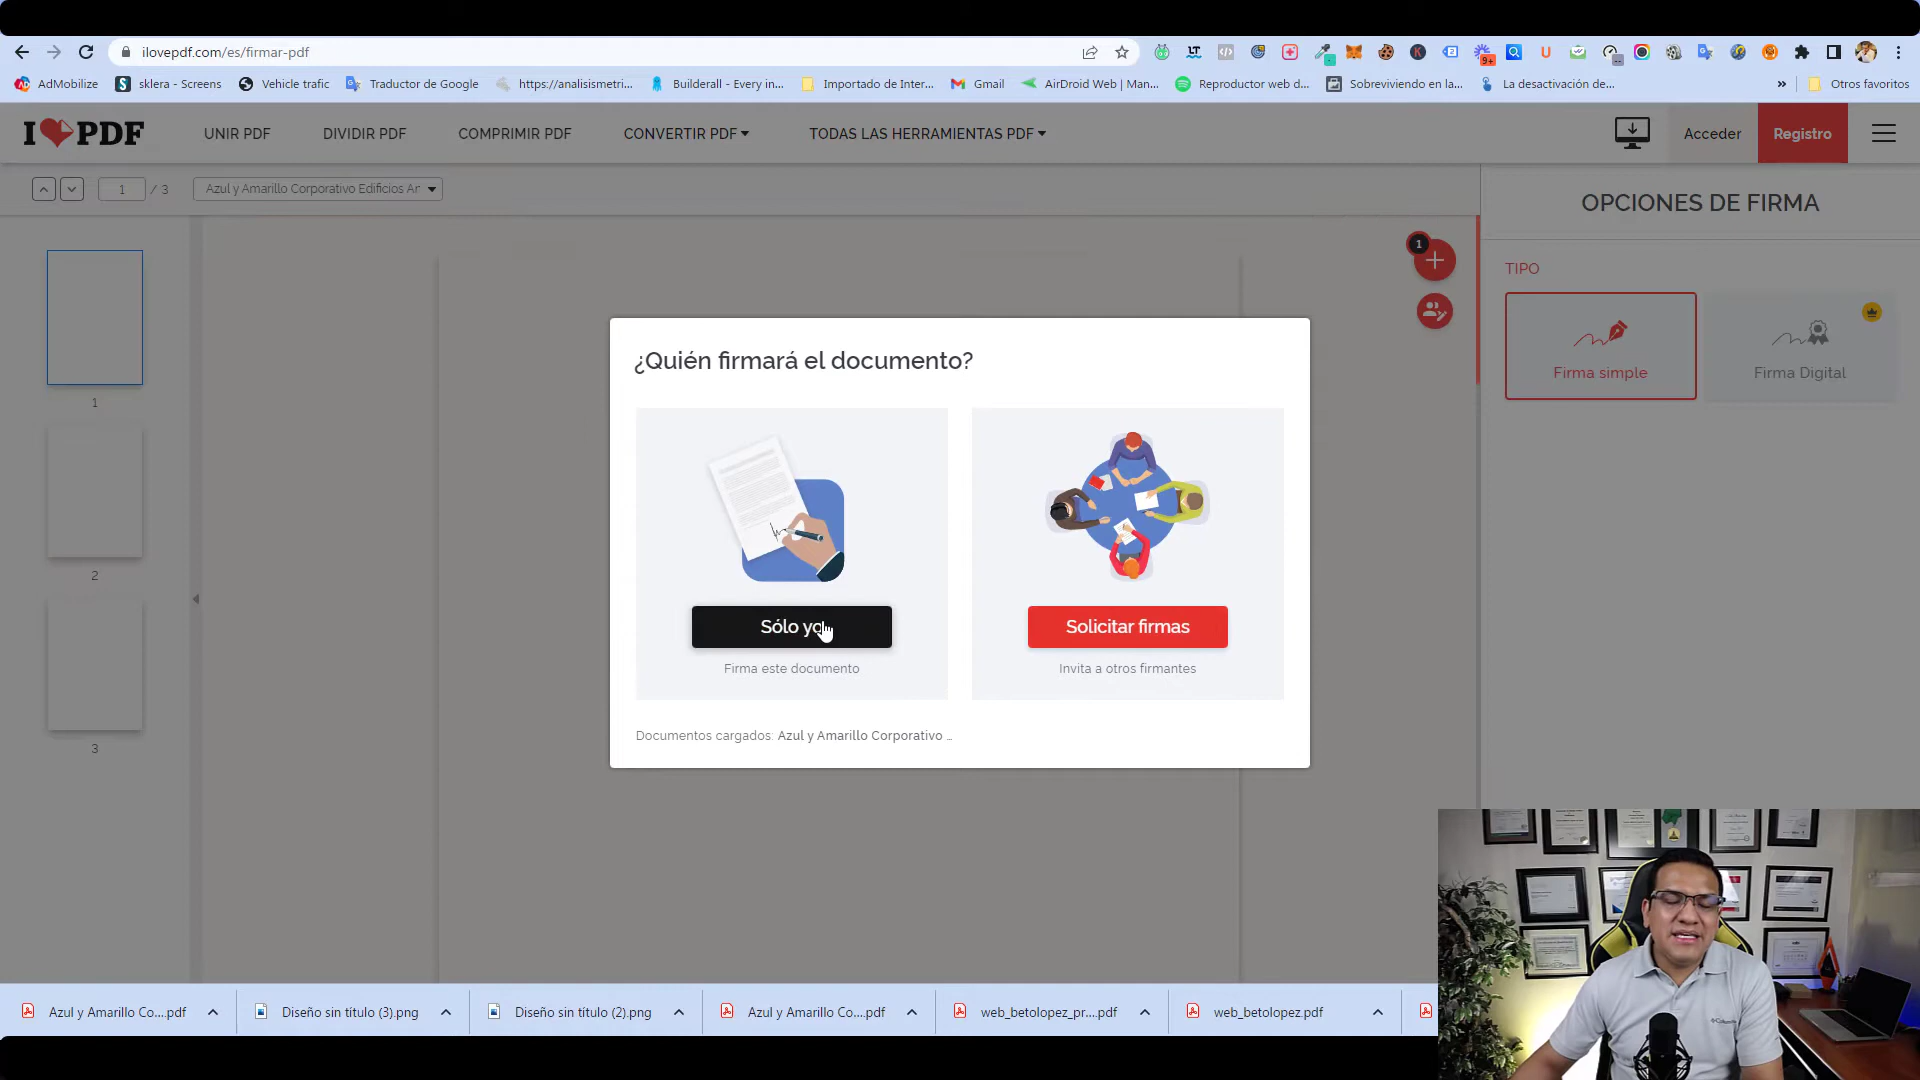 ilovepdf.com/es/firmar-pdf
AdMobilize
sklera - Screens
Vehicle trafic
Traductor de Google
https://analisismetri...
Builderall - Every in...
Importado de Inter...
Gmail
AirDroid Web | Man...
Reproductor web d...
Sobreviviendo en la...
La desactivación de...
»
Otros favoritos
I PDF
UNIR PDF
DIVIDIR PDF
COMPRIMIR PDF
CONVERTIR PDF
TODAS LAS HERRAMIENTAS PDF
Acceder
Registro
1 / 3
Azul y Amarillo Corporativo Edificios Ar
OPCIONES DE FIRMA
1
TIPO
Firma simple
Firma Digital
1
2
3
¿Quién firmará el documento?
Sólo yo
Firma este documento
Solicitar firmas
Invita a otros firmantes
Documentos cargados: Azul y Amarillo Corporativo ...
Azul y Amarillo Co....pdf
Diseño sin título (3).png
Diseño sin título (2).png
Azul y Amarillo Co....pdf
web_betolopez_pr....pdf
web_betolopez.pdf